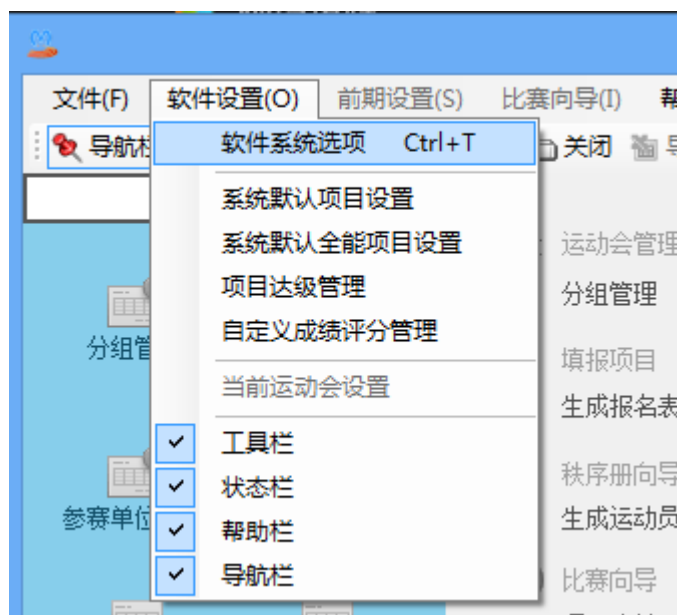 文件(F) 软件设置(O) 前期设置(S) 比赛向导(I)
导航栏 关闭
软件系统选项 Ctrl+T
系统默认项目设置
系统默认全能项目设置
项目达级管理
自定义成绩评分管理
当前运动会设置
工具栏
状态栏
帮助栏
导航栏
分组管
参赛单位
运动会管理
分组管理
填报项目
生成报名表
秩序册向导
生成运动员
比赛向导